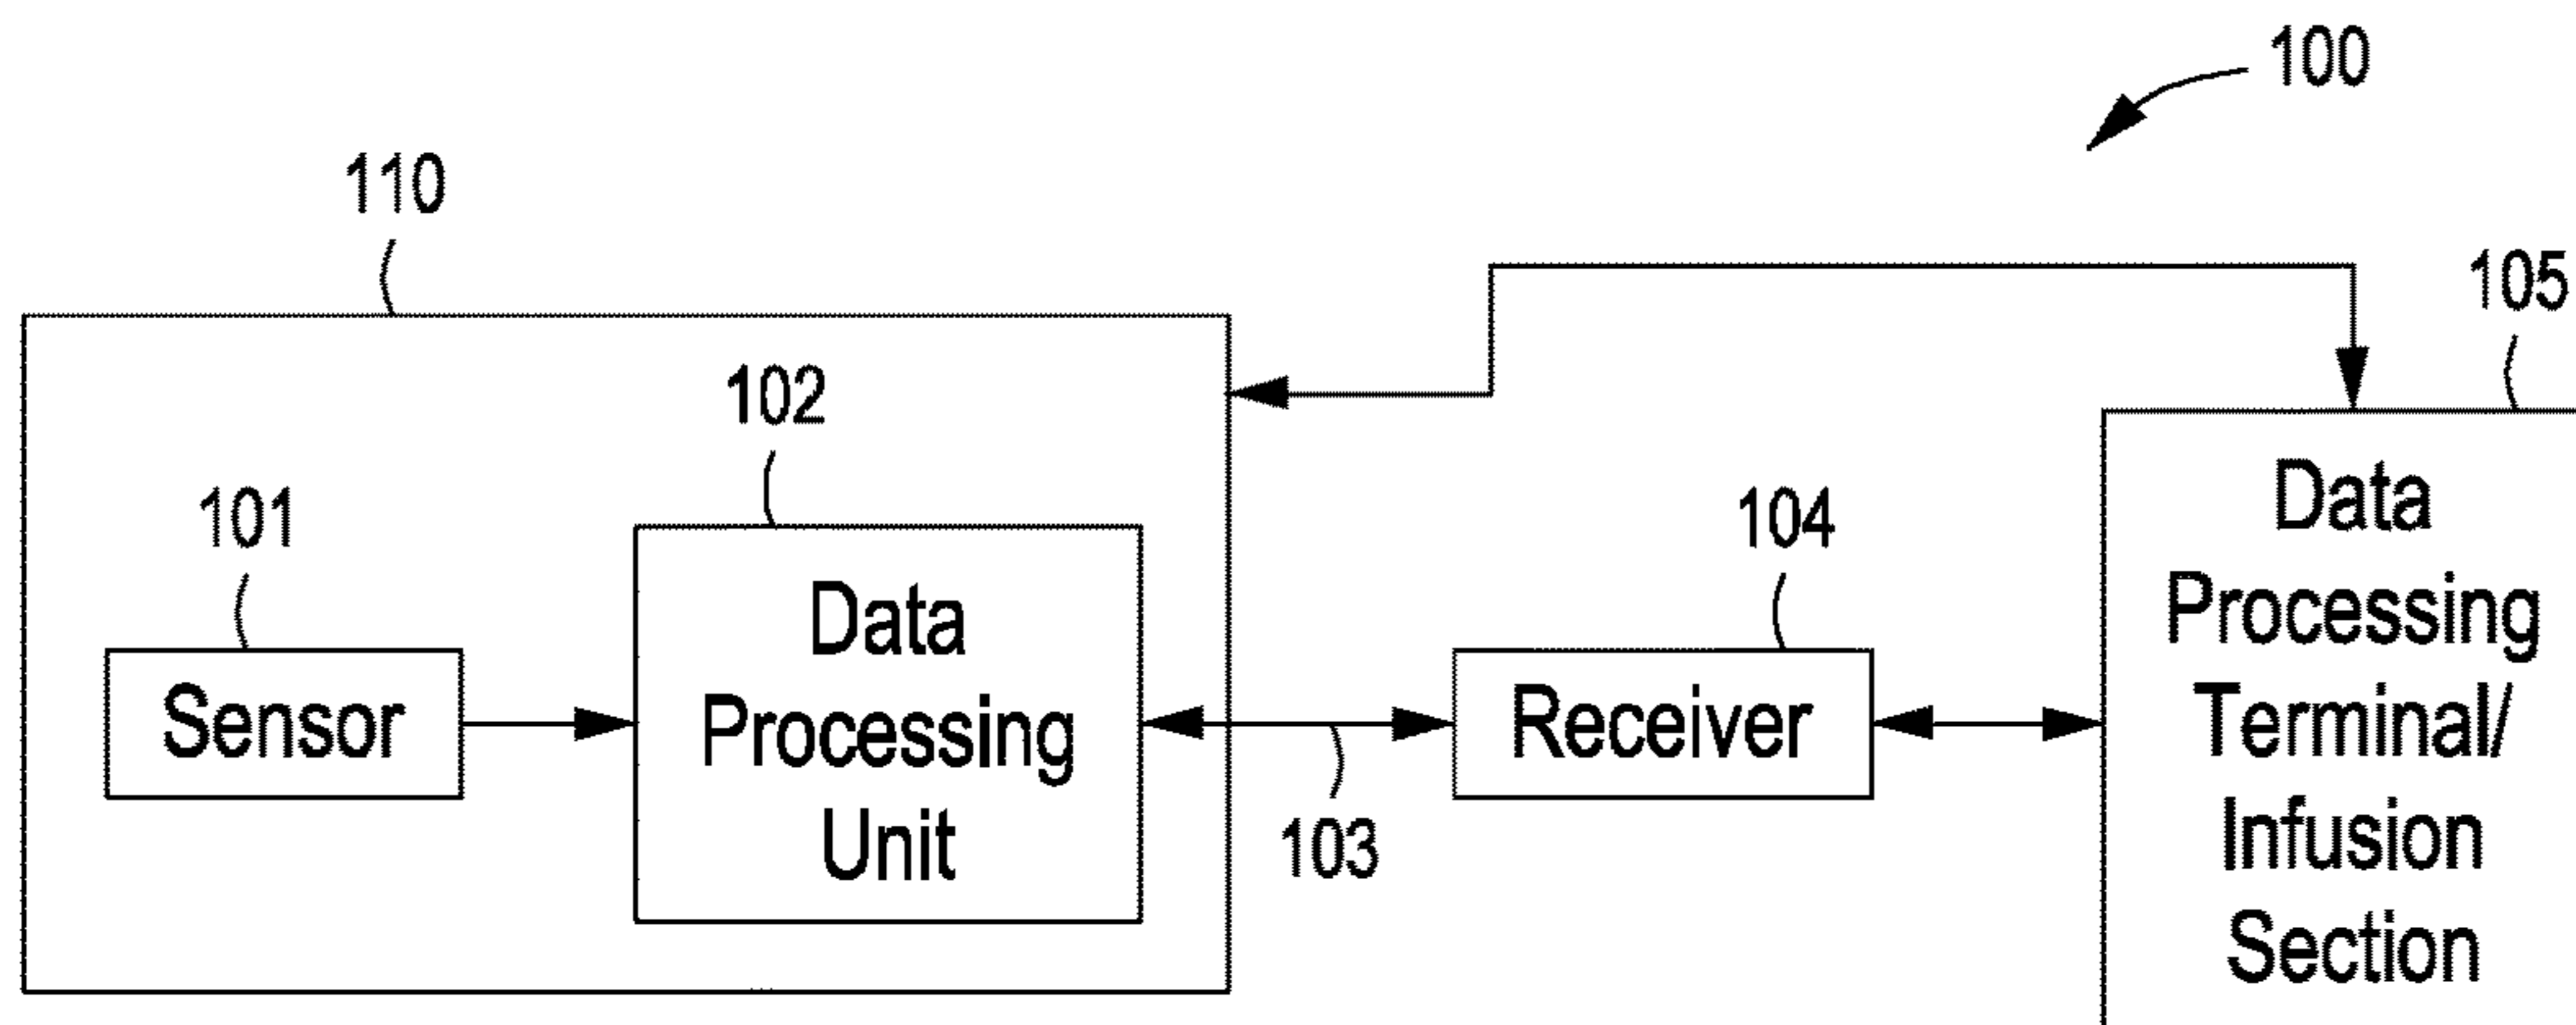 100
110
105
102
101
104
Data
Processing
Unit
Sensor
Receiver
103
Data
Processing
Terminal/
Infusion
Section